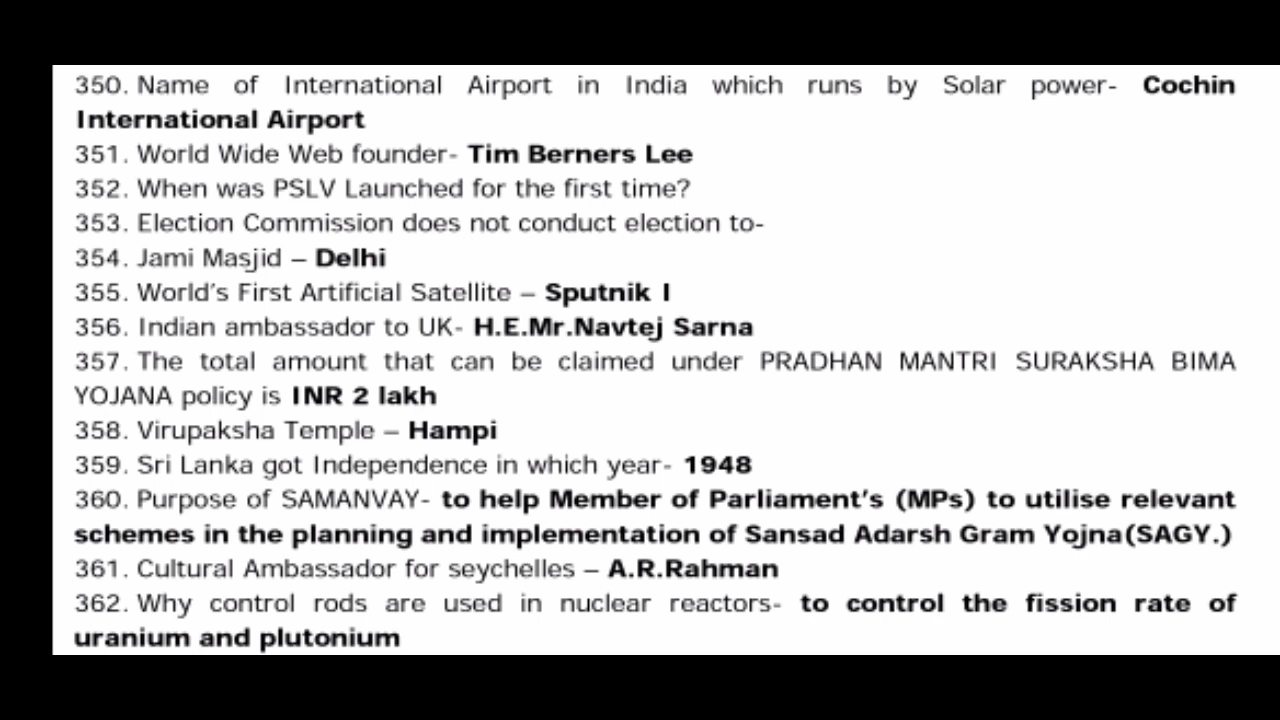 350. Name of International Airport in India which runs by Solar power- Cochin
International Airport
351. World Wide Web founder- Tim Berners Lee
352. When was PSLV Launched for the first time?
353. Election Commission does not conduct election to-
354. Jami Masjid – Delhi
355. World's First Artificial Satellite – Sputnik I
356. Indian ambassador to UK- H.E.Mr.Navtej Sarna
357. The total amount that can be claimed under PRADHAN MANTRI SURAKSHA BIMA
YOJANA policy is INR 2 lakh
358. Virupaksha Temple – Hampi
359. Sri Lanka got Independence in which year- 1948
360. Purpose of SAMANVAY- to help Member of Parliament's (MPs) to utilise relevant
schemes in the planning and implementation of Sansad Adarsh Gram Yojna(SAGY.)
361. Cultural Ambassador for seychelles – A.R.Rahman
362. Why control rods are used in nuclear reactors- to control the fission rate of
uranium and plutonium